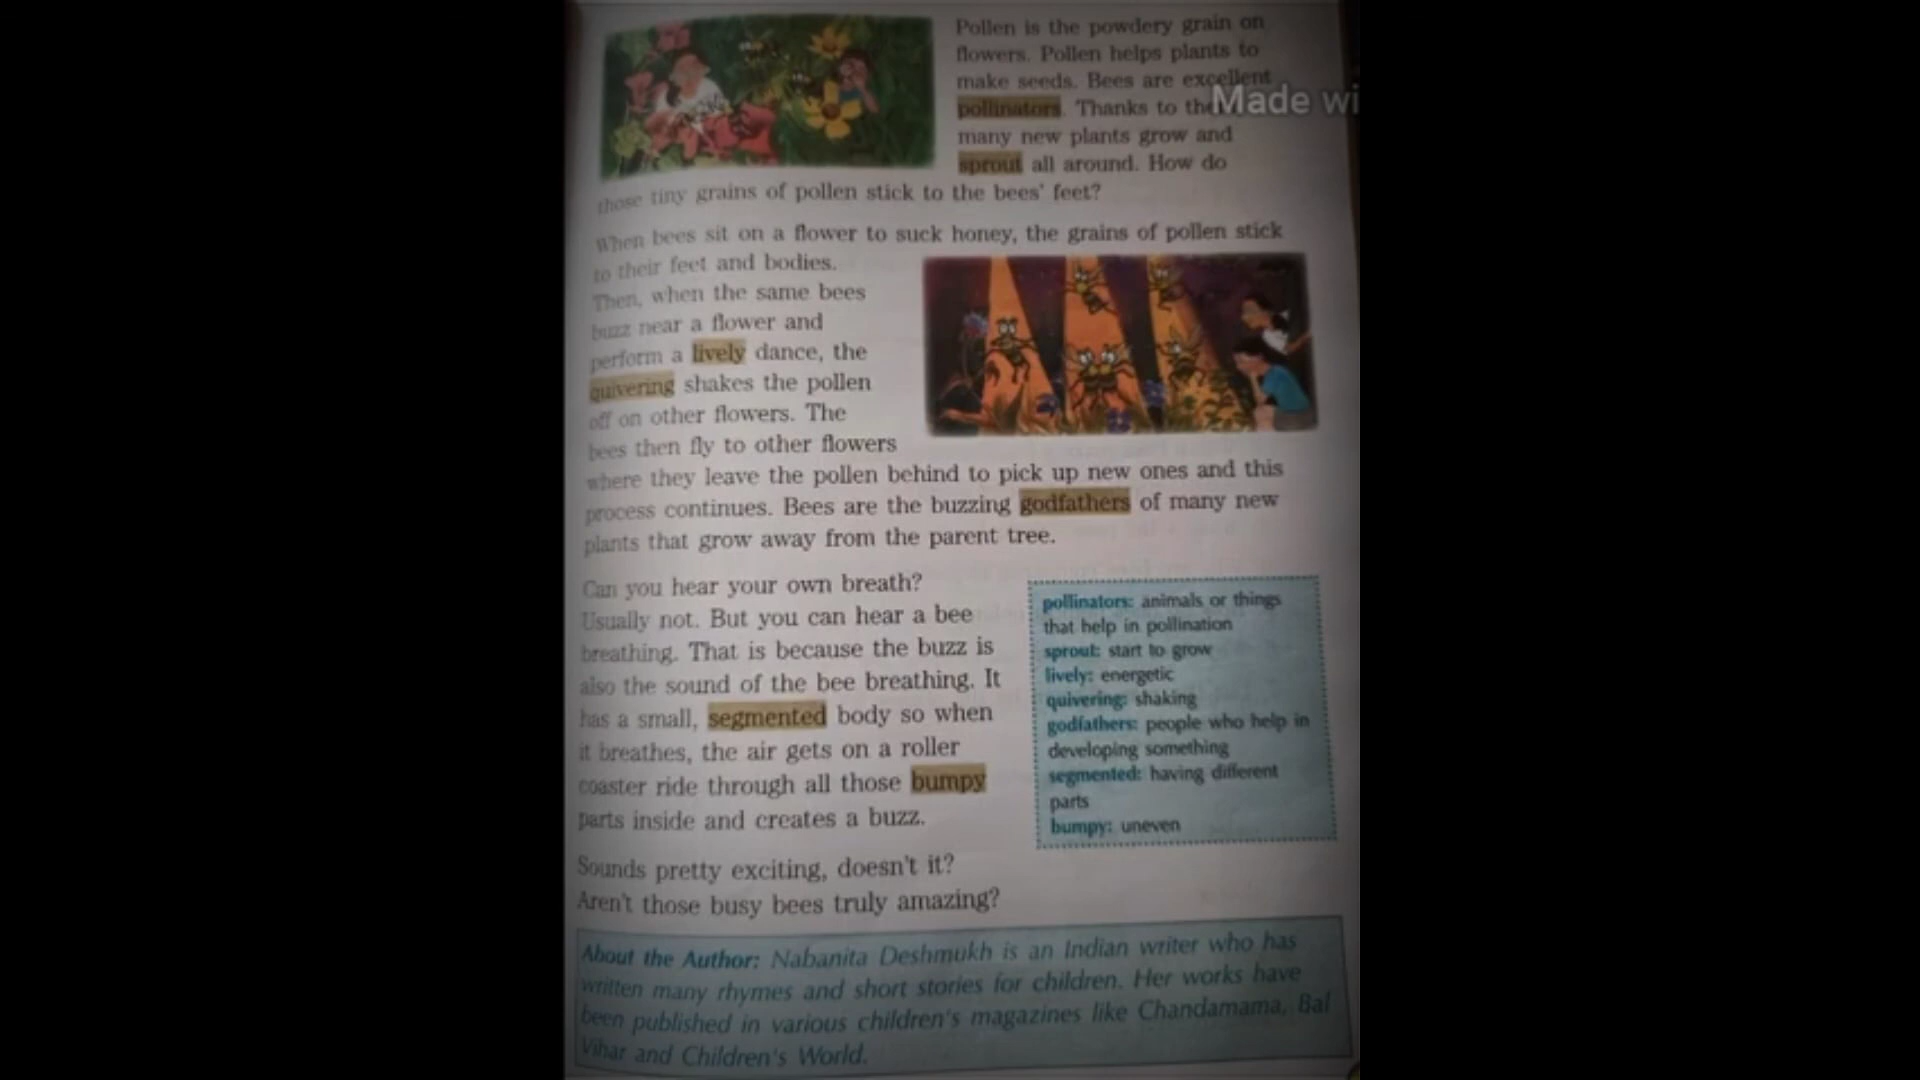 Pollen is the powdery grain on
flowers. Pollen helps plants to
make seeds. Bees are excellent
Made wi
pollinators. Thanks to
many new plants grow and
sprout all around. How do
those tiny grains of pollen stick to the bees' feet?
When bees sit on a flower to suck honey, the grains of pollen stick
to their feet and bodies.
Then, when the same bees
buzz near a flower and
perform a lively dance, the
quivering shakes the pollen
off on other flowers. The
bees then fly to other flowers
where they leave the pollen behind to pick up new ones and this
process continues. Bees are the buzzing godfathers of many new
plants that grow away from the parent tree.
Can you hear your own breath?
Usually not. But you can hear a bee
breathing. That is because the buzz is
also the sound of the bee breathing. It
has a small, segmented body so when
it breathes, the air gets on a roller
coaster ride through all those bumpy
parts inside and creates a buzz.
pollinators: animals or things
that help in pollination
sprout: start to grow
lively: energetic
quivering: shaking
godfathers: people who help in
developing something
segmented: having different
parts
bumpy: uneven
Sounds pretty exciting, doesn't it?
Aren't those busy bees truly amazing?
About the Author: Nabanita Deshmukh is an Indian writer who has
written many rhymes and short stories for children. Her works have
been published in various children's magazines like Chandamama, Bal
Vihar and Children's World.